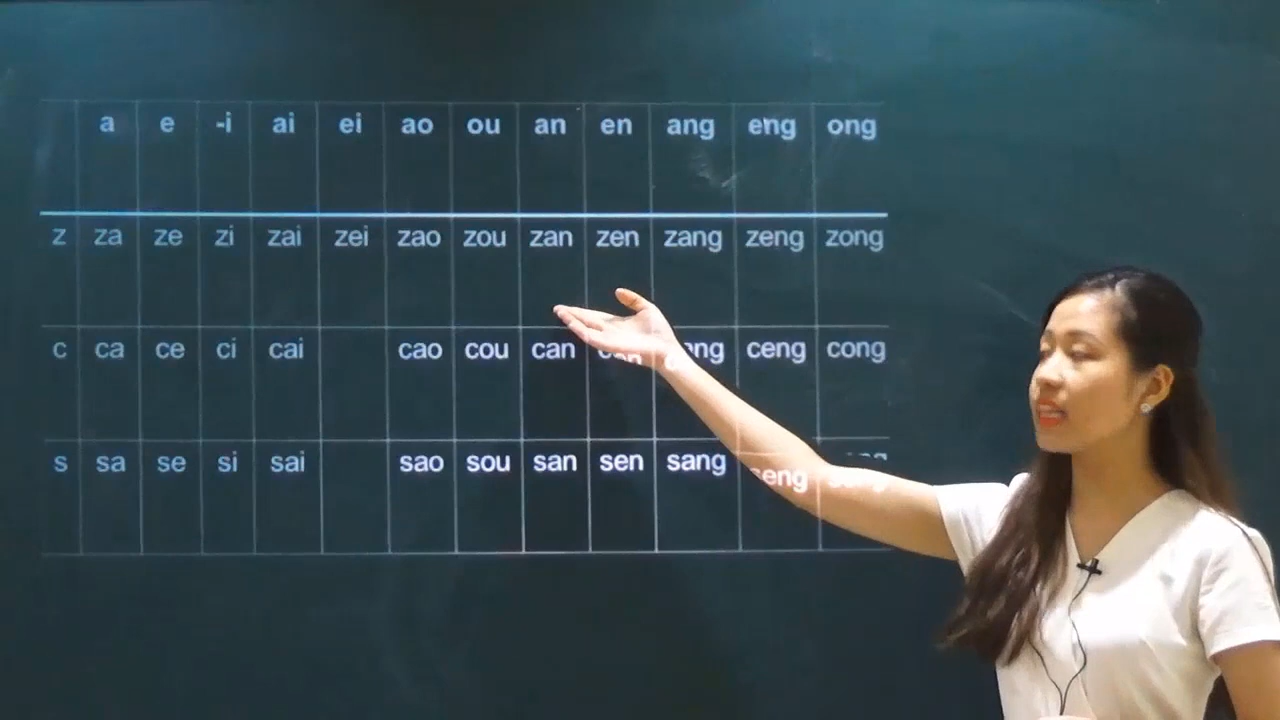 a e -i ai ei ao ou an en ang eng ong
z za ze zi zai zei zao zou zan zen zang zeng zong
c ca ce ci cai cao cou can ceng cong
s sa se si sai sao sou san sen sang seng